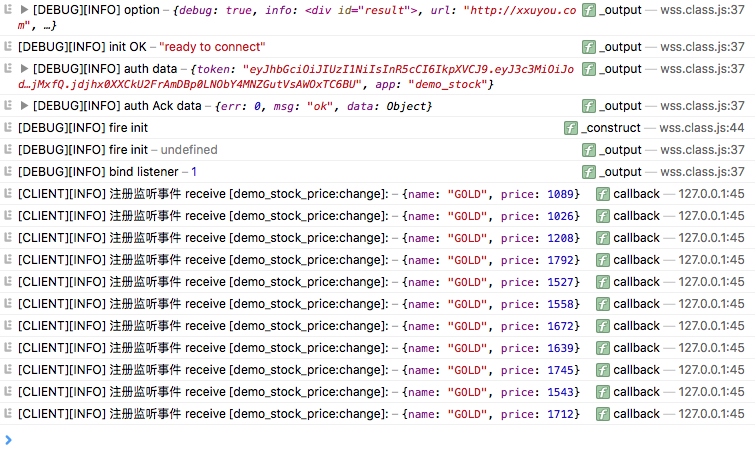 ▶ [DEBUG][INFO] option – {debug: true, info: <div id="result">, url: "http://xxuyou.co ƒ _output — wss.class.js:37
m", …}
[DEBUG][INFO] init OK – "ready to connect" ƒ _output — wss.class.js:37
▶ [DEBUG][INFO] auth data – {token: "eyJhbGciOiJIUzI1NiIsInR5cCI6IkpXVCJ9.eyJ3c3MiOiJo ƒ _output — wss.class.js:37
d…jMxfQ.jdjhx0XXCkU2FrAmDBp0LNObY4MNZGutVsAWOxTC6BU", app: "demo_stock"}
▶ [DEBUG][INFO] auth Ack data – {err: 0, msg: "ok", data: Object} ƒ _output — wss.class.js:37
[DEBUG][INFO] fire init ƒ _construct — wss.class.js:44
[DEBUG][INFO] fire init – undefined ƒ _output — wss.class.js:37
[DEBUG][INFO] bind listener – 1 ƒ _output — wss.class.js:37
[CLIENT][INFO] 注册监听事件 receive [demo_stock_price:change]: – {name: "GOLD", price: 1089} ƒ callback — 127.0.0.1:45
[CLIENT][INFO] 注册监听事件 receive [demo_stock_price:change]: – {name: "GOLD", price: 1026} ƒ callback — 127.0.0.1:45
[CLIENT][INFO] 注册监听事件 receive [demo_stock_price:change]: – {name: "GOLD", price: 1208} ƒ callback — 127.0.0.1:45
[CLIENT][INFO] 注册监听事件 receive [demo_stock_price:change]: – {name: "GOLD", price: 1792} ƒ callback — 127.0.0.1:45
[CLIENT][INFO] 注册监听事件 receive [demo_stock_price:change]: – {name: "GOLD", price: 1527} ƒ callback — 127.0.0.1:45
[CLIENT][INFO] 注册监听事件 receive [demo_stock_price:change]: – {name: "GOLD", price: 1558} ƒ callback — 127.0.0.1:45
[CLIENT][INFO] 注册监听事件 receive [demo_stock_price:change]: – {name: "GOLD", price: 1672} ƒ callback — 127.0.0.1:45
[CLIENT][INFO] 注册监听事件 receive [demo_stock_price:change]: – {name: "GOLD", price: 1639} ƒ callback — 127.0.0.1:45
[CLIENT][INFO] 注册监听事件 receive [demo_stock_price:change]: – {name: "GOLD", price: 1745} ƒ callback — 127.0.0.1:45
[CLIENT][INFO] 注册监听事件 receive [demo_stock_price:change]: – {name: "GOLD", price: 1543} ƒ callback — 127.0.0.1:45
[CLIENT][INFO] 注册监听事件 receive [demo_stock_price:change]: – {name: "GOLD", price: 1712} ƒ callback — 127.0.0.1:45